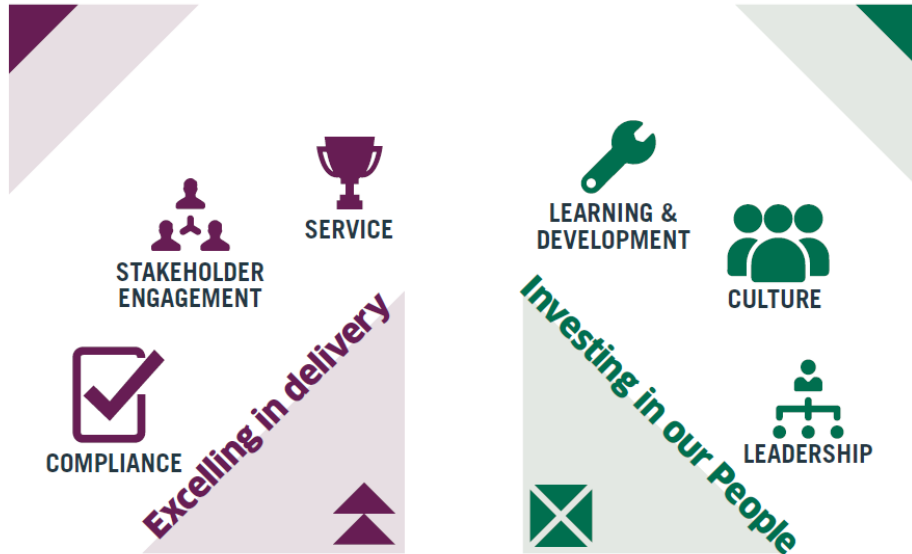 SERVICE
STAKEHOLDER
ENGAGEMENT
COMPLIANCE
Excelling in delivery
LEARNING &
DEVELOPMENT
CULTURE
LEADERSHIP
Investing in our People